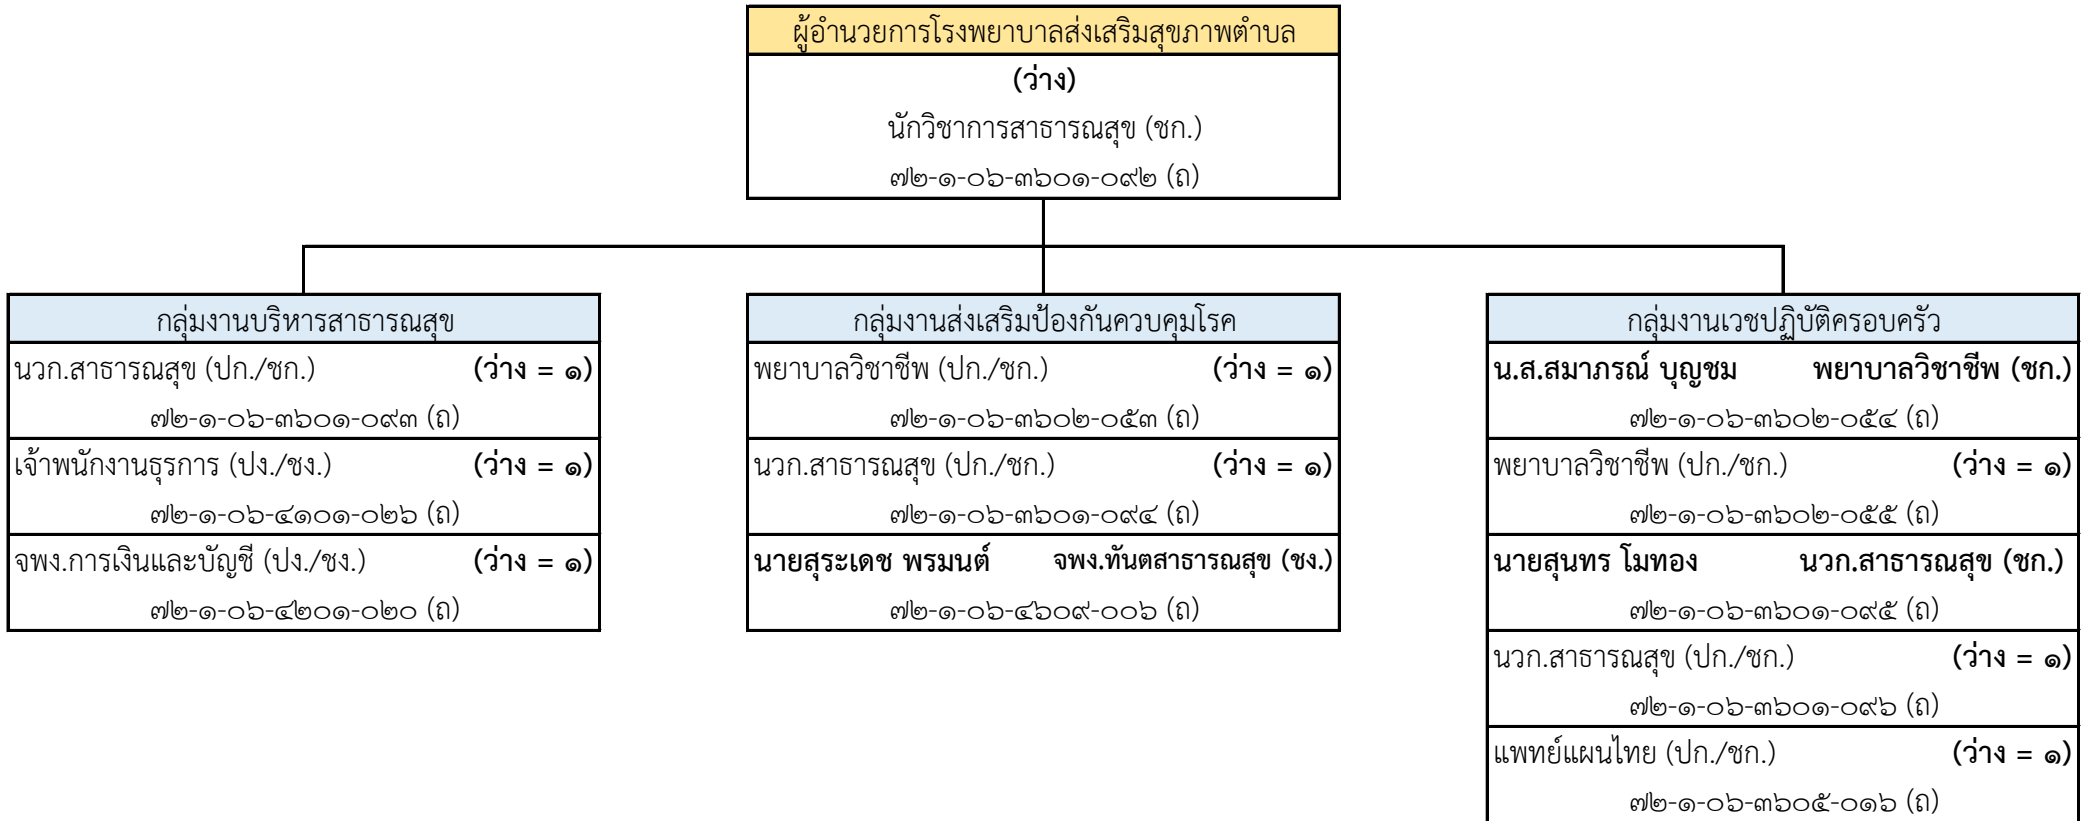 ผู้อำนวยการโรงพยาบาลส่งเสริมสุขภาพตำบล
(ว่าง)
นักวิชาการสาธารณสุข (ชก.)
๗๒-๑-๐๖-๓๖๐๑-๐๙๒ (ถ)
กลุ่มงานบริหารสาธารณสุข
นวก.สาธารณสุข (ปก./ชก.) (ว่าง = ๑)
๗๒-๑-๐๖-๓๖๐๑-๐๙๓ (ถ)
เจ้าพนักงานธุรการ (ปง./ชง.) (ว่าง = ๑)
๗๒-๑-๐๖-๔๑๐๑-๐๒๖ (ถ)
จพง.การเงินและบัญชี (ปง./ชง.) (ว่าง = ๑)
๗๒-๑-๐๖-๔๒๐๑-๐๒๐ (ถ)
กลุ่มงานส่งเสริมป้องกันควบคุมโรค
พยาบาลวิชาชีพ (ปก./ชก.) (ว่าง = ๑)
๗๒-๑-๐๖-๓๖๐๒-๐๕๓ (ถ)
นวก.สาธารณสุข (ปก./ชก.) (ว่าง = ๑)
๗๒-๑-๐๖-๓๖๐๑-๐๙๔ (ถ)
นายสุระเดช พรมนต์ จพง.ทันตสาธารณสุข (ชง.)
๗๒-๑-๐๖-๔๖๐๙-๐๐๖ (ถ)
กลุ่มงานเวชปฏิบัติครอบครัว
น.ส.สมาภรณ์ บุญชม พยาบาลวิชาชีพ (ชก.)
๗๒-๑-๐๖-๓๖๐๒-๐๕๔ (ถ)
พยาบาลวิชาชีพ (ปก./ชก.) (ว่าง = ๑)
๗๒-๑-๐๖-๓๖๐๒-๐๕๕ (ถ)
นายสุนทร โมทอง นวก.สาธารณสุข (ชก.)
๗๒-๑-๐๖-๓๖๐๑-๐๙๕ (ถ)
นวก.สาธารณสุข (ปก./ชก.) (ว่าง = ๑)
๗๒-๑-๐๖-๓๖๐๑-๐๙๖ (ถ)
แพทย์แผนไทย (ปก./ชก.) (ว่าง = ๑)
๗๒-๑-๐๖-๓๖๐๕-๐๑๖ (ถ)